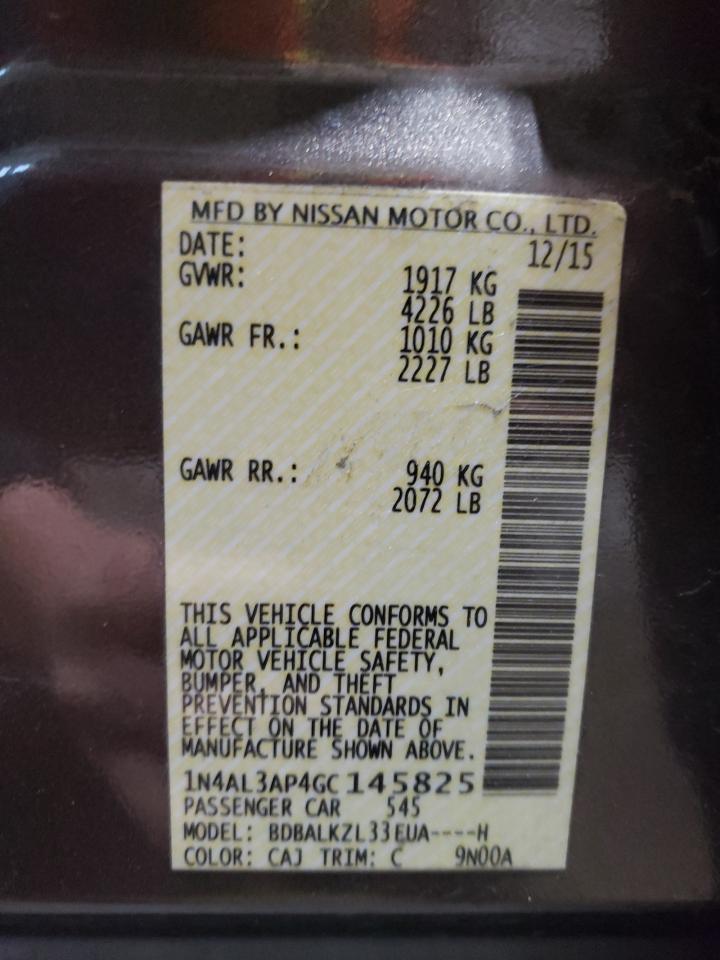 MFD BY NISSAN MOTOR CO., LTD.
DATE: 12/15
GVWR: 1917 KG
4226 LB
GAWR FR.: 1010 KG
2227 LB
GAWR RR.: 940 KG
2072 LB
THIS VEHICLE CONFORMS TO
ALL APPLICABLE FEDERAL
MOTOR VEHICLE SAFETY,
BUMPER, AND THEFT
PREVENTION STANDARDS IN
EFFECT ON THE DATE OF
MANUFACTURE SHOWN ABOVE.
1N4AL3AP4GC145825
PASSENGER CAR 545
MODEL: BDBALKZL33EUA----H
COLOR: CAJ TRIM: C 9N00A